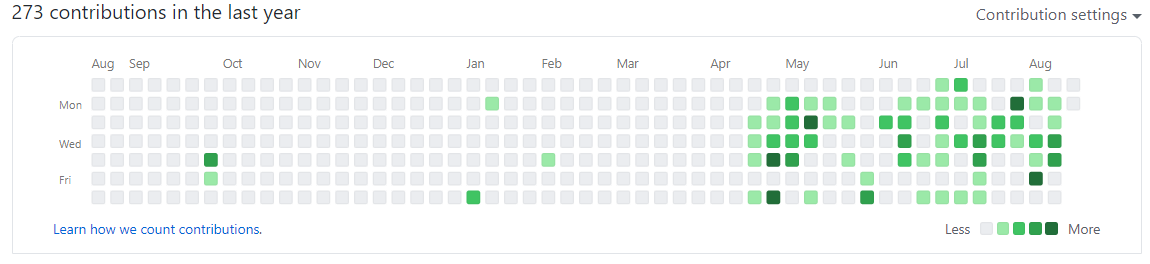 273 contributions in the last year
Contribution settings
Aug Sep Oct Nov Dec Jan Feb Mar Apr May Jun Jul Aug
Mon
Wed
Fri
Learn how we count contributions.
Less More